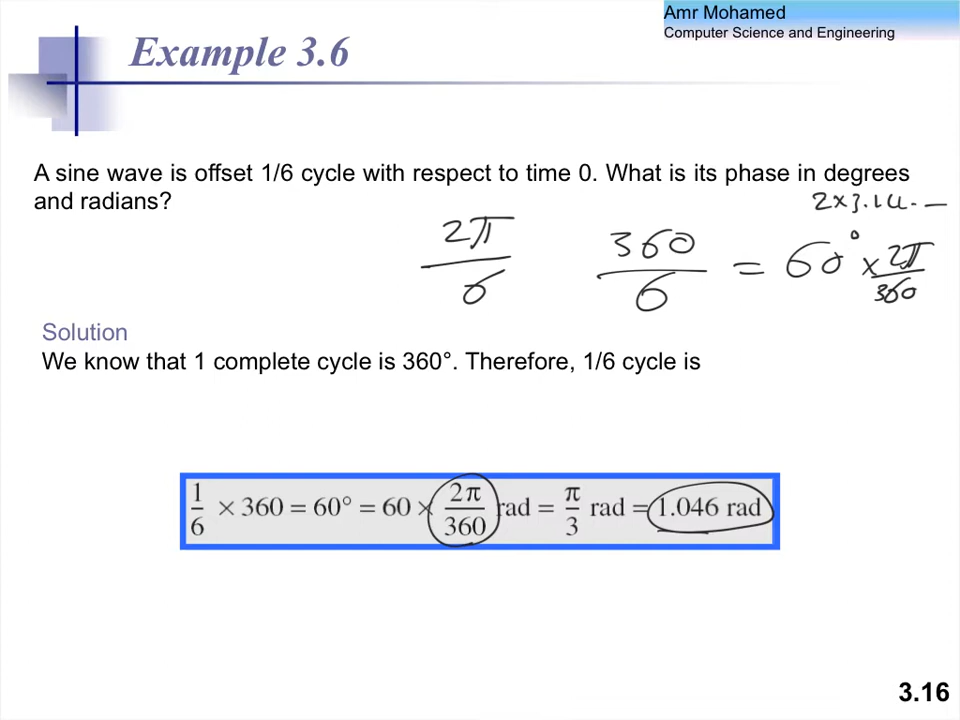 Amr Mohamed
Computer Science and Engineering
Example 3.6
A sine wave is offset 1/6 cycle with respect to time 0. What is its phase in degrees
and radians?
2×3.14.—
2π/6 360/6 = 60° × 2π/360
Solution
We know that 1 complete cycle is 360°. Therefore, 1/6 cycle is
1/6 × 360 = 60° = 60 × 2π/360 rad = π/3 rad = 1.046 rad
3.16